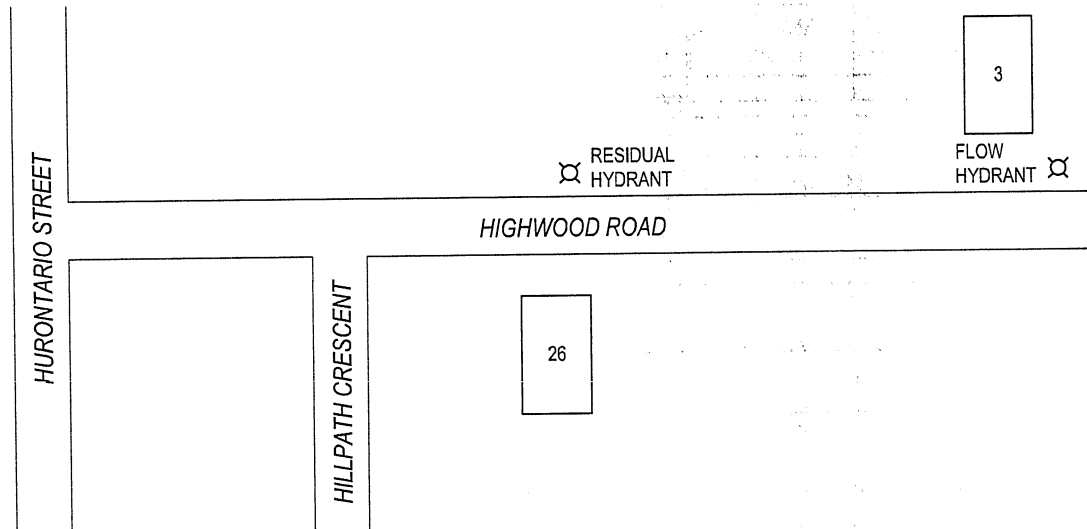 3
RESIDUAL
HYDRANT
FLOW
HYDRANT
HIGHWOOD ROAD
HURONTARIO STREET
HILLPATH CRESCENT
26